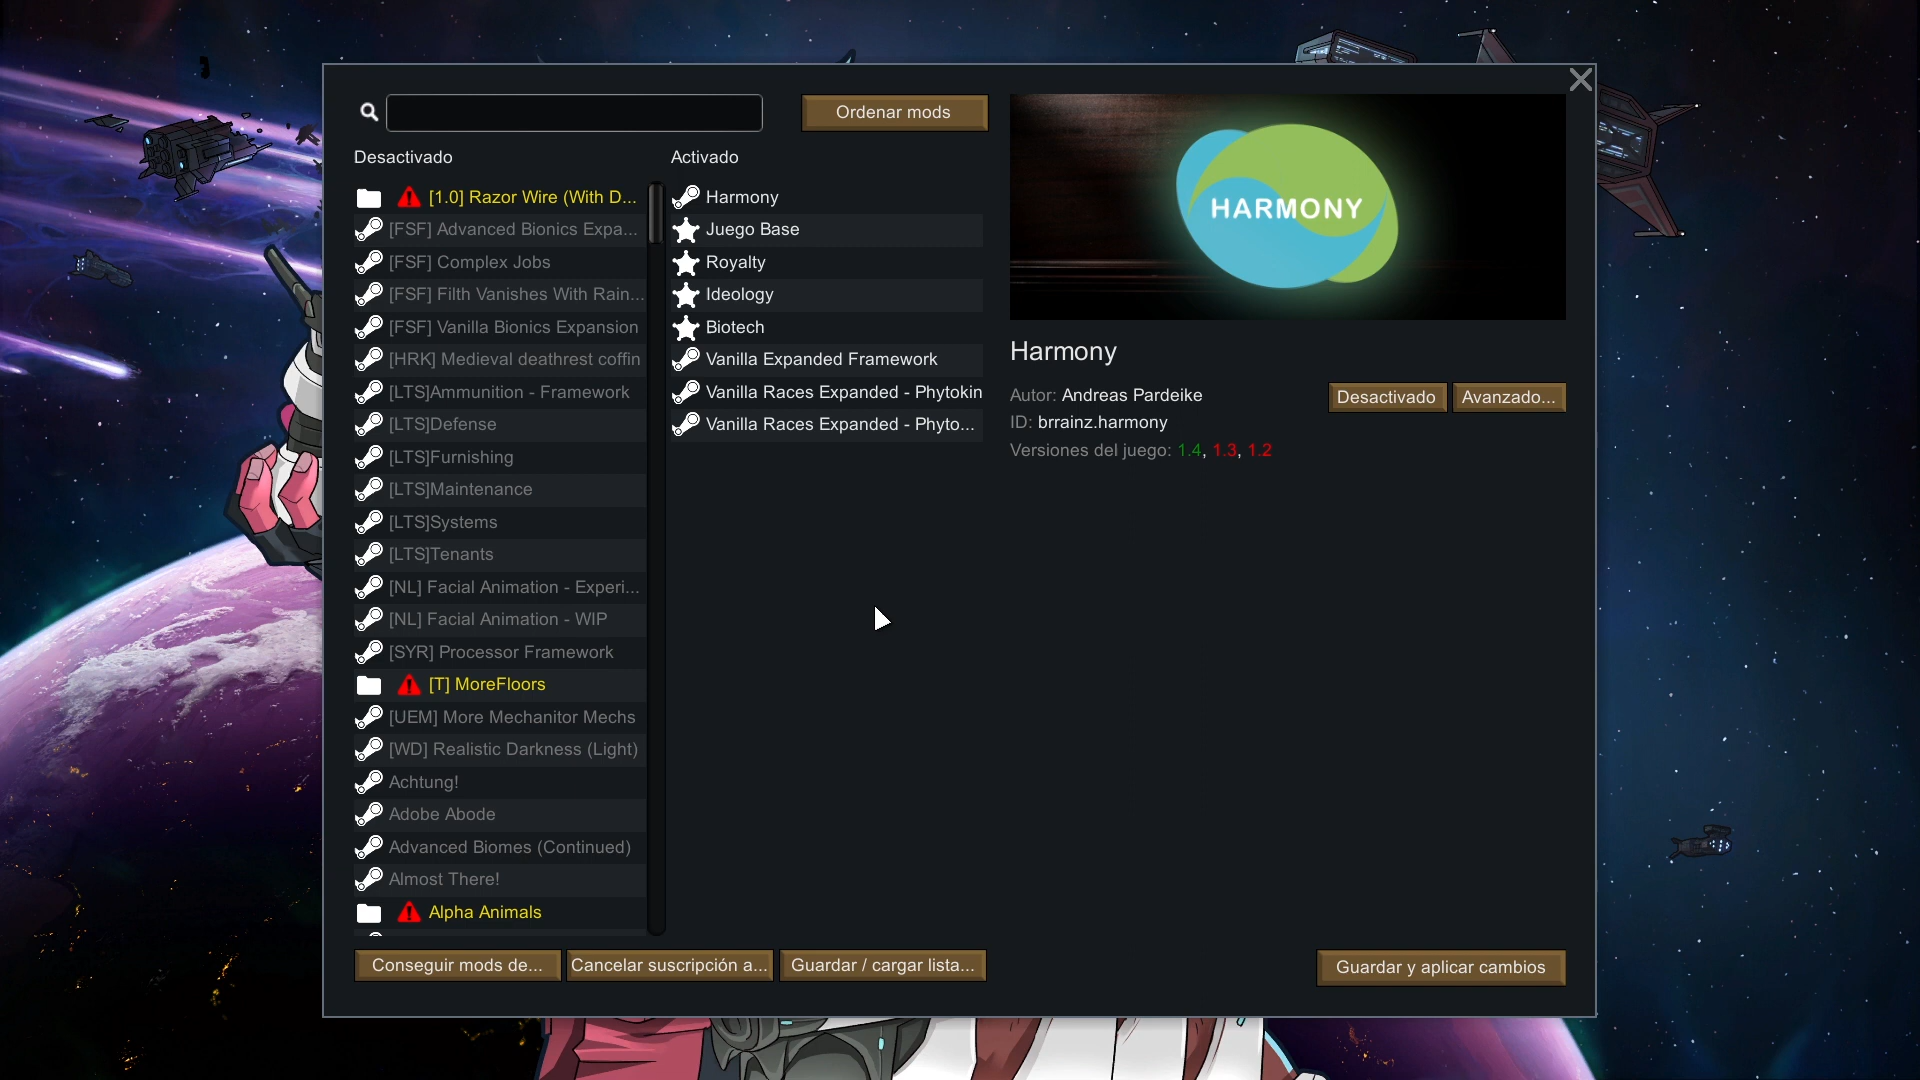 Ordenar mods
Desactivado
Activado
[1.0] Razor Wire (With D...
[FSF] Advanced Bionics Expa...
[FSF] Complex Jobs
[FSF] Filth Vanishes With Rain...
[FSF] Vanilla Bionics Expansion
[HRK] Medieval deathrest coffin
[LTS]Ammunition - Framework
[LTS]Defense
[LTS]Furnishing
[LTS]Maintenance
[LTS]Systems
[LTS]Tenants
[NL] Facial Animation - Experi...
[NL] Facial Animation - WIP
[SYR] Processor Framework
[T] MoreFloors
[UEM] More Mechanitor Mechs
[WD] Realistic Darkness (Light)
Achtung!
Adobe Abode
Advanced Biomes (Continued)
Almost There!
Alpha Animals
Harmony
Juego Base
Royalty
Ideology
Biotech
Vanilla Expanded Framework
Vanilla Races Expanded - Phytokin
Vanilla Races Expanded - Phyto...
HARMONY
Harmony
Autor: Andreas Pardeike
ID: brrainz.harmony
Versiones del juego: 1.4, 1.3, 1.2
Desactivado
Avanzado...
Conseguir mods de...
Cancelar suscripción a...
Guardar / cargar lista...
Guardar y aplicar cambios